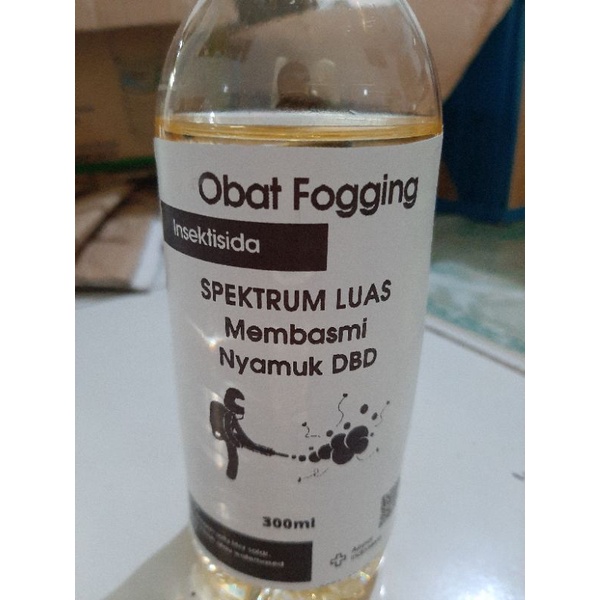 Obat Fogging
Insektisida
SPEKTRUM LUAS
Membasmi
Nyamuk DBD
300ml